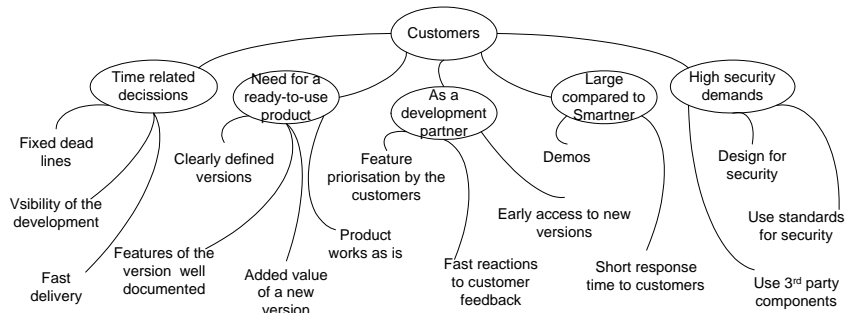 Customers
Time related
decissions
Need for a
ready-to-use
product
As a
development
partner
Large
compared to
Smartner
High security
demands
Fixed dead
lines
Vsibility of the
development
Fast
delivery
Clearly defined
versions
Features of the
version well
documented
Added value
of a new
version
Product
works as is
Feature
priorisation by the
customers
Fast reactions
to customer
feedback
Early access to new
versions
Demos
Short response
time to customers
Design for
security
Use standards
for security
Use 3rd party
components